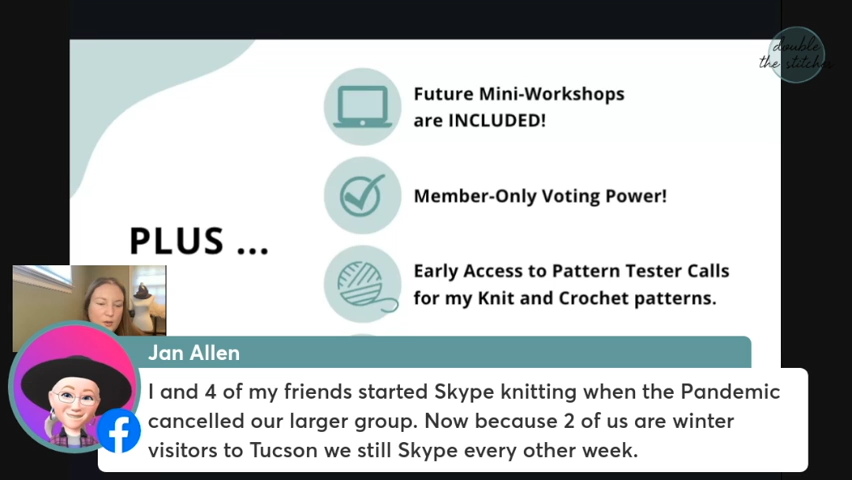 double
the stitches
Future Mini-Workshops
are INCLUDED!
Member-Only Voting Power!
PLUS ...
Early Access to Pattern Tester Calls
for my Knit and Crochet patterns.
Jan Allen
I and 4 of my friends started Skype knitting when the Pandemic
cancelled our larger group. Now because 2 of us are winter
visitors to Tucson we still Skype every other week.